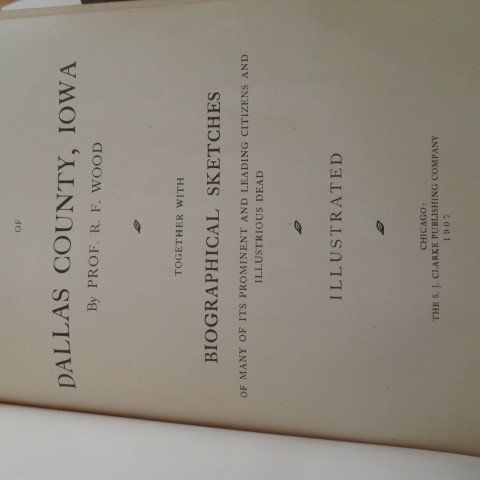 OF
DALLAS COUNTY, IOWA
By PROF. R. F. WOOD
TOGETHER WITH
BIOGRAPHICAL SKETCHES
OF MANY OF ITS PROMINENT AND LEADING CITIZENS AND
ILLUSTRIOUS DEAD
ILLUSTRATED
CHICAGO:
THE S. J. CLARKE PUBLISHING COMPANY
1907